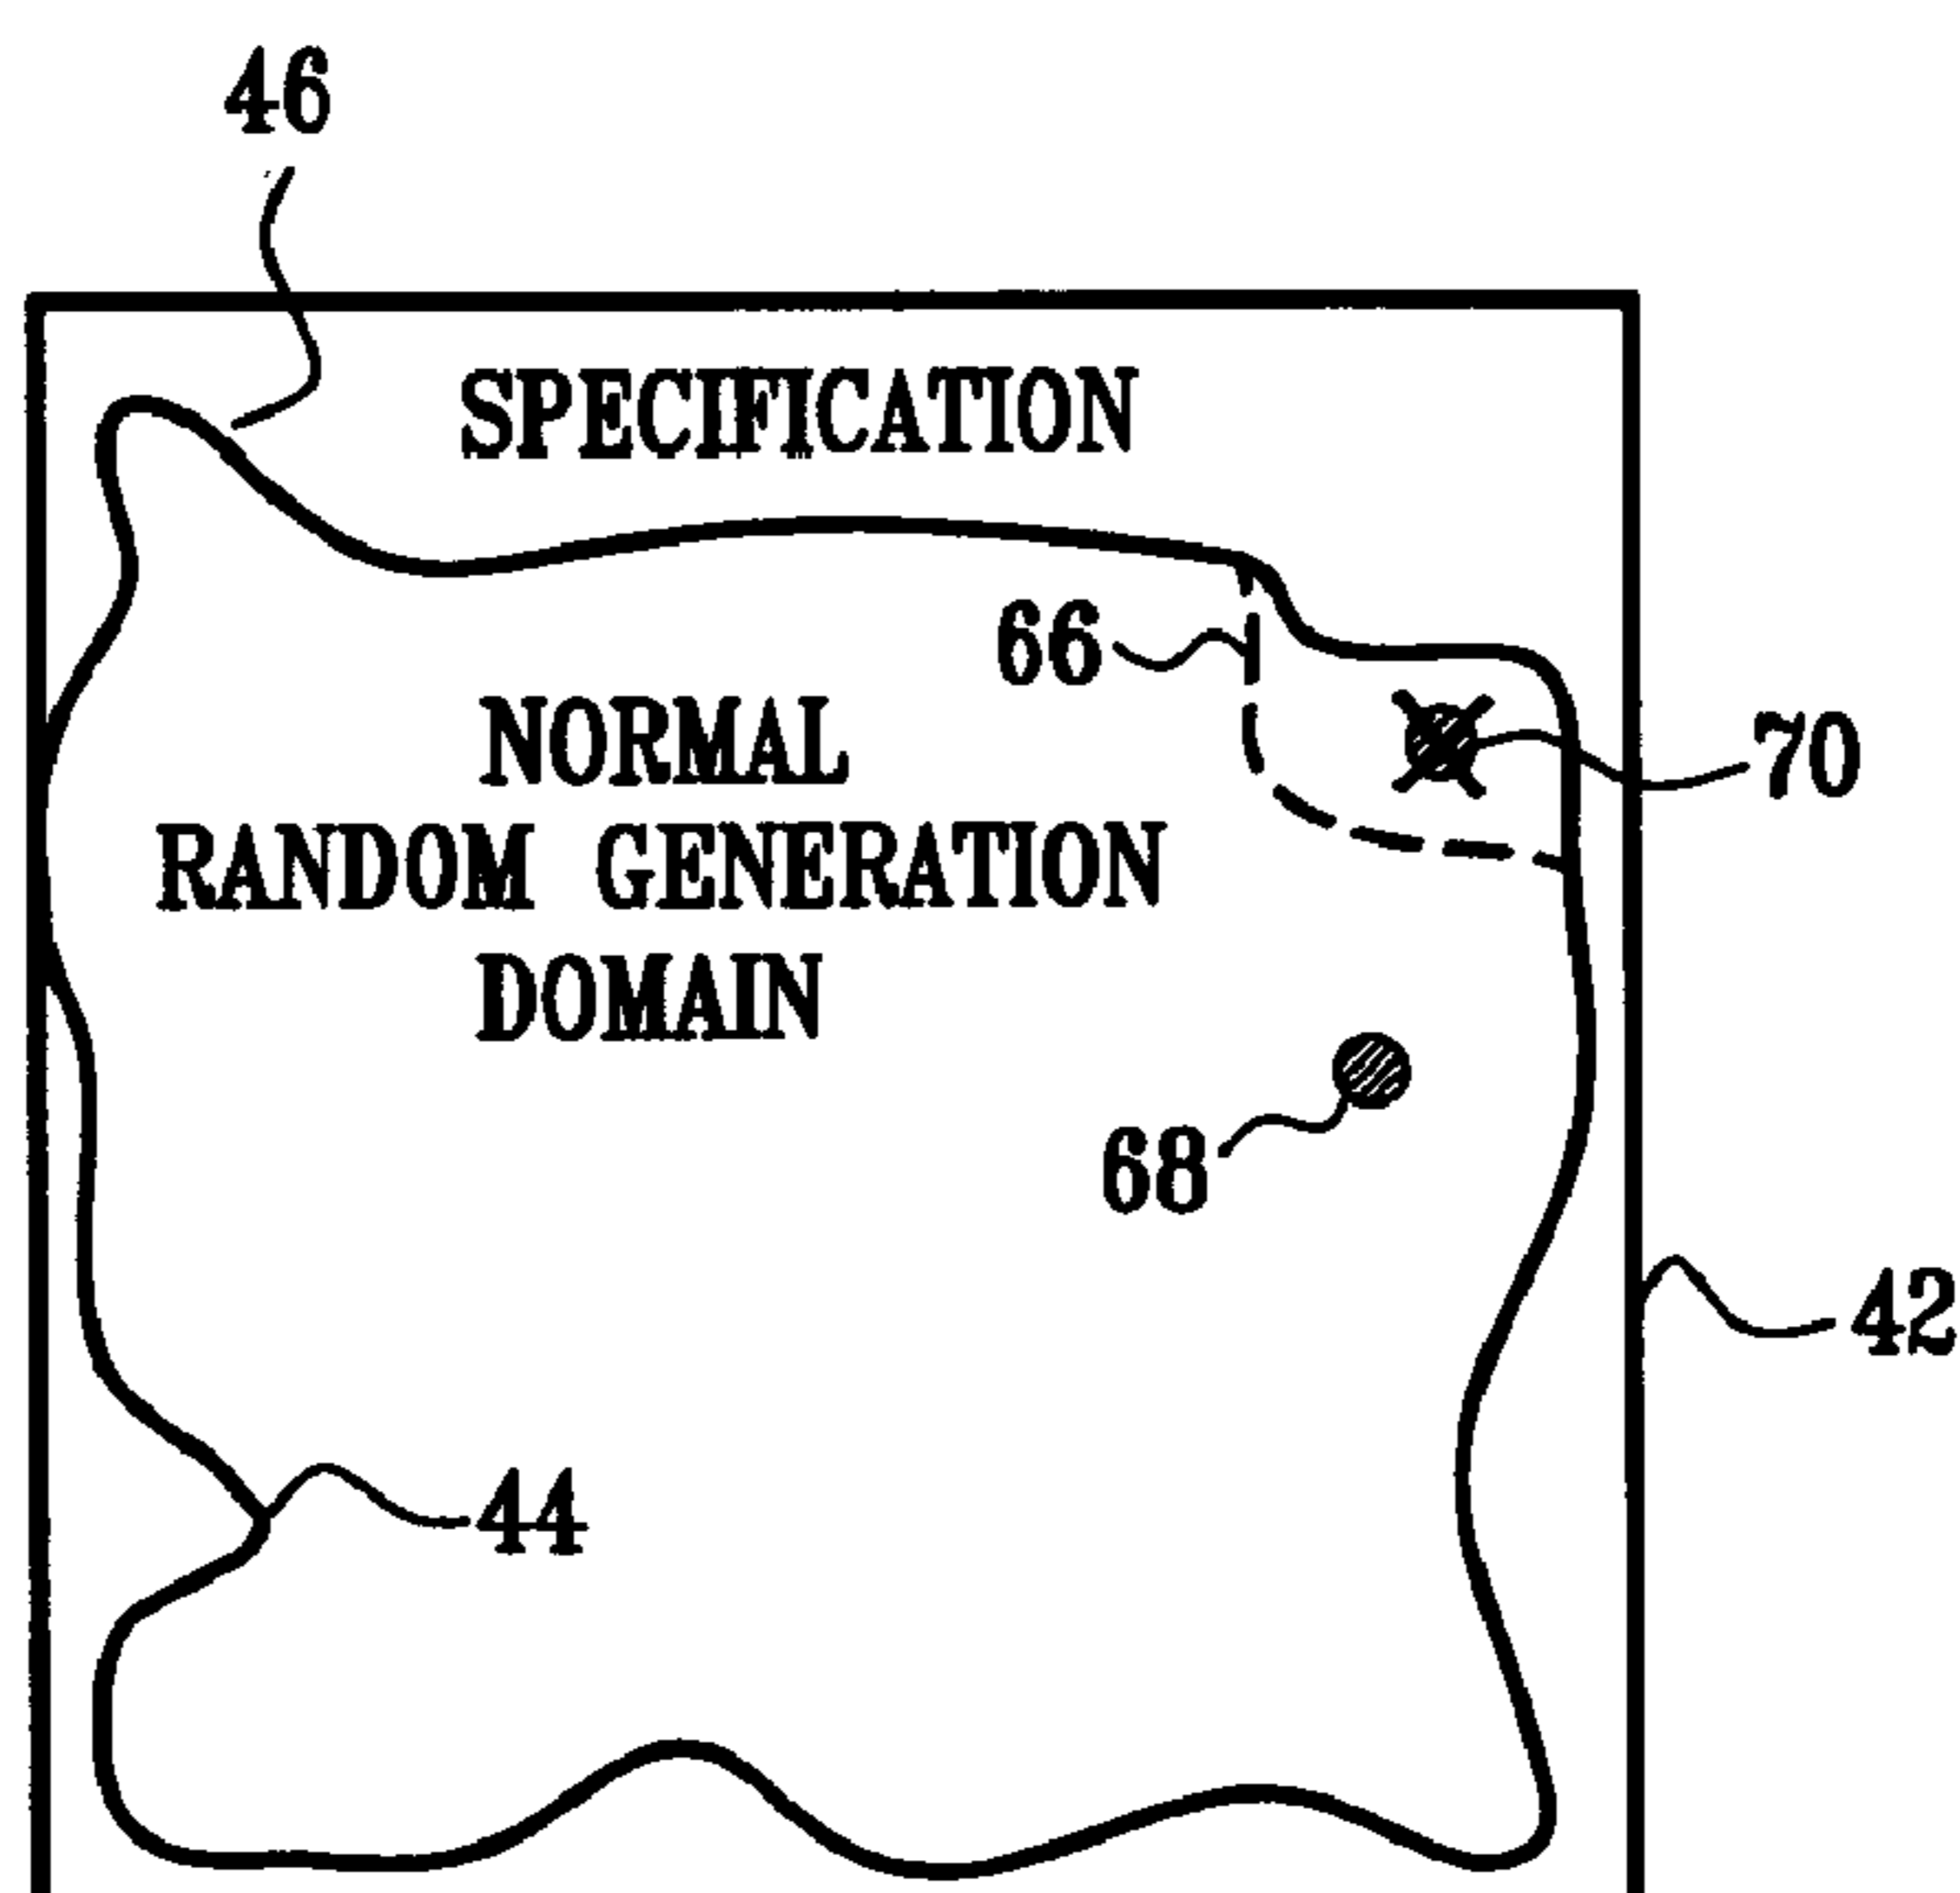 46
SPECIFICATION
66
NORMAL
70
RANDOM GENERATION
DOMAIN
68
42
44